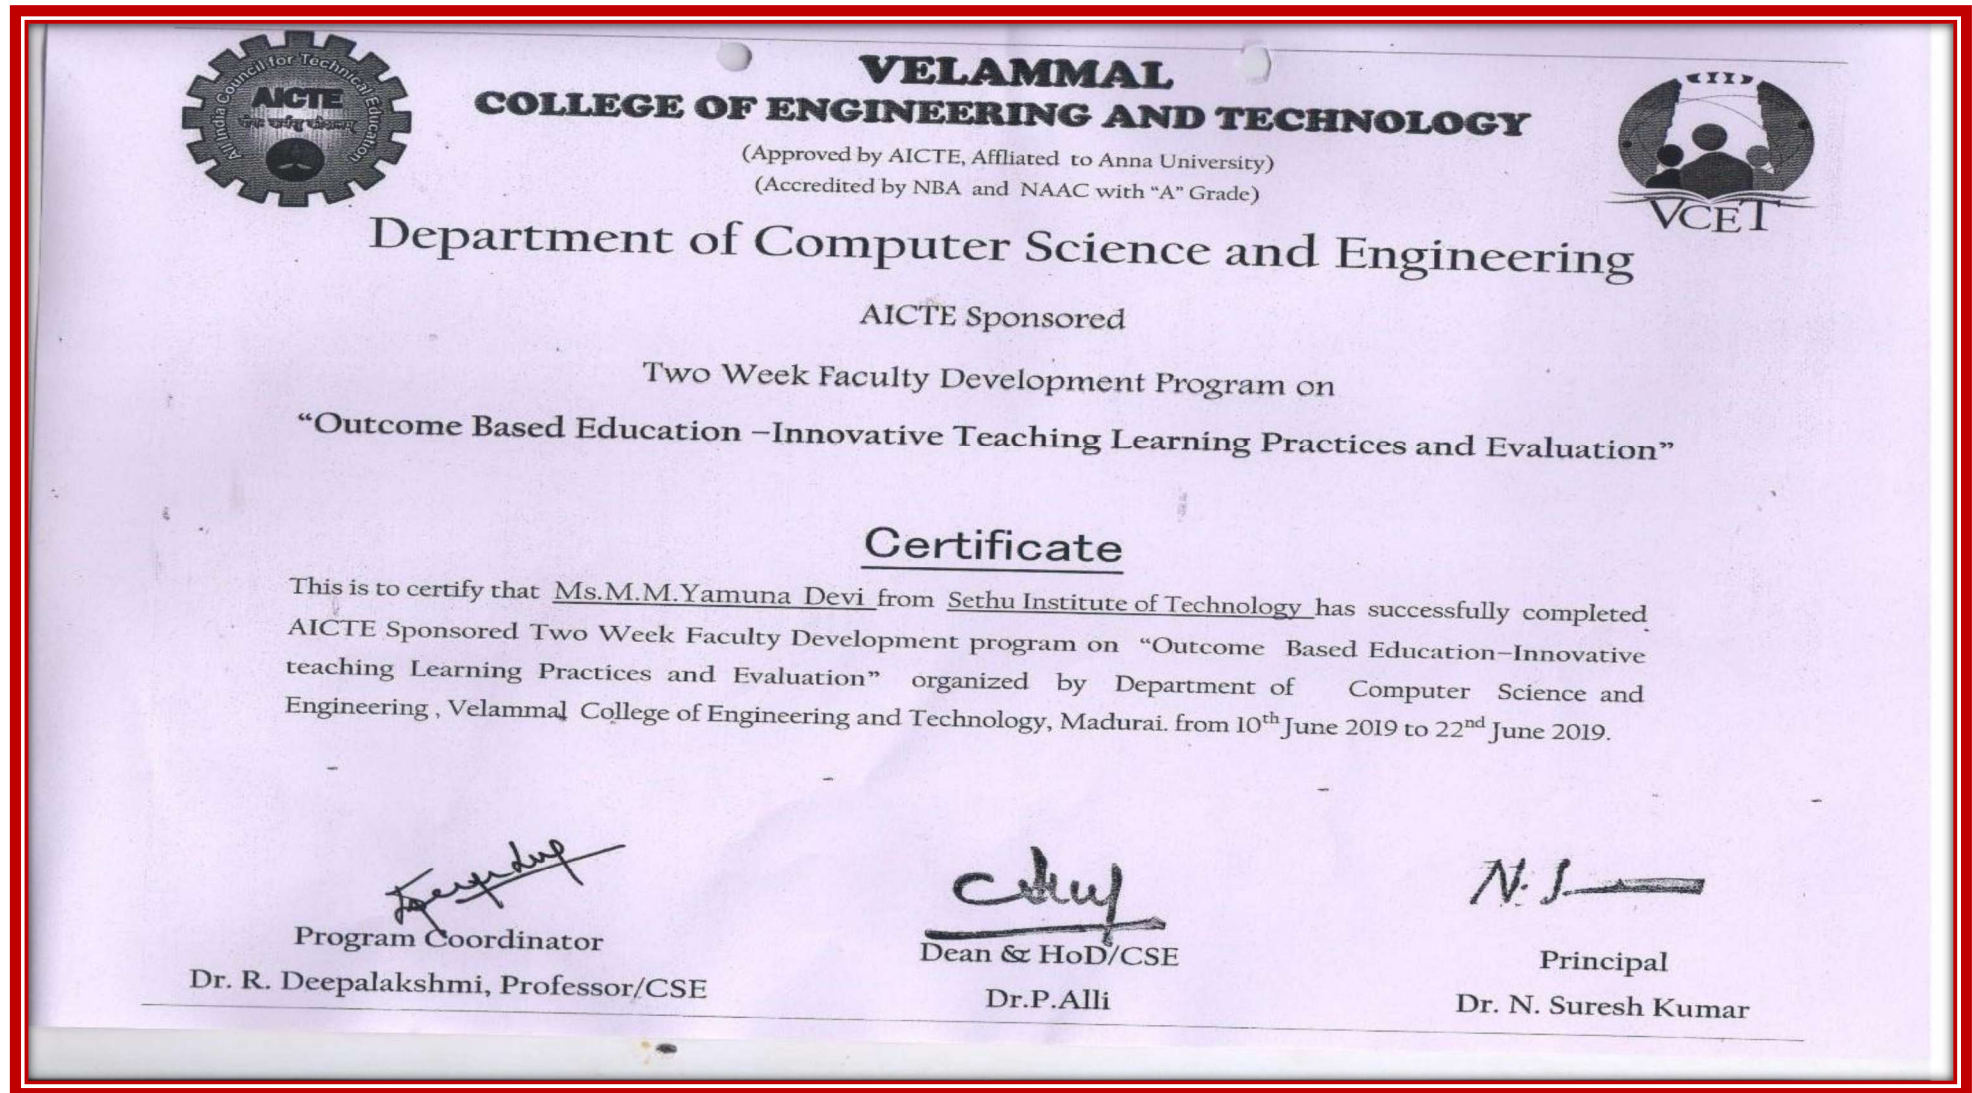 All India Council for Technical Education
AICTE
VELAMMAL
COLLEGE OF ENGINEERING AND TECHNOLOGY
(Approved by AICTE, Affliated to Anna University)
(Accredited by NBA and NAAC with “A” Grade)
VCET
Department of Computer Science and Engineering
AICTE Sponsored
Two Week Faculty Development Program on
“Outcome Based Education –Innovative Teaching Learning Practices and Evaluation”
Certificate
This is to certify that Ms.M.M.Yamuna Devi from Sethu Institute of Technology has successfully completed
AICTE Sponsored Two Week Faculty Development program on “Outcome Based Education–Innovative
teaching Learning Practices and Evaluation” organized by Department of Computer Science and
Engineering , Velammal College of Engineering and Technology, Madurai. from 10th June 2019 to 22nd June 2019.
N. S
Program Coordinator
Dr. R. Deepalakshmi, Professor/CSE
Dean & HoD/CSE
Dr.P.Alli
Principal
Dr. N. Suresh Kumar